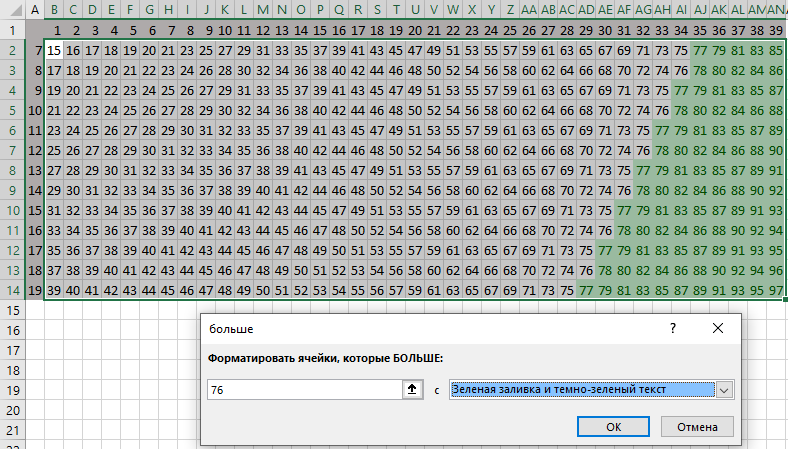 A B C D E F G H I J K L M N O P Q R S T U V W X Y Z AA AB AC AD AE AF AG AH AI AJ AK AL AM AN
1 1 2 3 4 5 6 7 8 9 10 11 12 13 14 15 16 17 18 19 20 21 22 23 24 25 26 27 28 29 30 31 32 33 34 35 36 37 38 39
2 7 15 16 17 18 19 20 21 23 25 27 29 31 33 35 37 39 41 43 45 47 49 51 53 55 57 59 61 63 65 67 69 71 73 75 77 79 81 83 85
3 8 17 18 19 20 21 22 23 24 26 28 30 32 34 36 38 40 42 44 46 48 50 52 54 56 58 60 62 64 66 68 70 72 74 76 78 80 82 84 86
4 9 19 20 21 22 23 24 25 26 27 29 31 33 35 37 39 41 43 45 47 49 51 53 55 57 59 61 63 65 67 69 71 73 75 77 79 81 83 85 87
5 10 21 22 23 24 25 26 27 28 29 30 32 34 36 38 40 42 44 46 48 50 52 54 56 58 60 62 64 66 68 70 72 74 76 78 80 82 84 86 88
6 11 23 24 25 26 27 28 29 30 31 32 33 35 37 39 41 43 45 47 49 51 53 55 57 59 61 63 65 67 69 71 73 75 77 79 81 83 85 87 89
7 12 25 26 27 28 29 30 31 32 33 34 35 36 38 40 42 44 46 48 50 52 54 56 58 60 62 64 66 68 70 72 74 76 78 80 82 84 86 88 90
8 13 27 28 29 30 31 32 33 34 35 36 37 38 39 41 43 45 47 49 51 53 55 57 59 61 63 65 67 69 71 73 75 77 79 81 83 85 87 89 91
9 14 29 30 31 32 33 34 35 36 37 38 39 40 41 42 44 46 48 50 52 54 56 58 60 62 64 66 68 70 72 74 76 78 80 82 84 86 88 90 92
10 15 31 32 33 34 35 36 37 38 39 40 41 42 43 44 45 47 49 51 53 55 57 59 61 63 65 67 69 71 73 75 77 79 81 83 85 87 89 91 93
11 16 33 34 35 36 37 38 39 40 41 42 43 44 45 46 47 48 50 52 54 56 58 60 62 64 66 68 70 72 74 76 78 80 82 84 86 88 90 92 94
12 17 35 36 37 38 39 40 41 42 43 44 45 46 47 48 49 50 51 53 55 57 59 61 63 65 67 69 71 73 75 77 79 81 83 85 87 89 91 93 95
13 18 37 38 39 40 41 42 43 44 45 46 47 48 49 50 51 52 53 54 56 58 60 62 64 66 68 70 72 74 76 78 80 82 84 86 88 90 92 94 96
14 19 39 40 41 42 43 44 45 46 47 48 49 50 51 52 53 54 55 56 57 59 61 63 65 67 69 71 73 75 77 79 81 83 85 87 89 91 93 95 97
15
16 больше ? ×
17
18 Форматировать ячейки, которые БОЛЬШЕ:
19 76 с Зеленая заливка и темно-зеленый текст
20
21 ОК Отмена